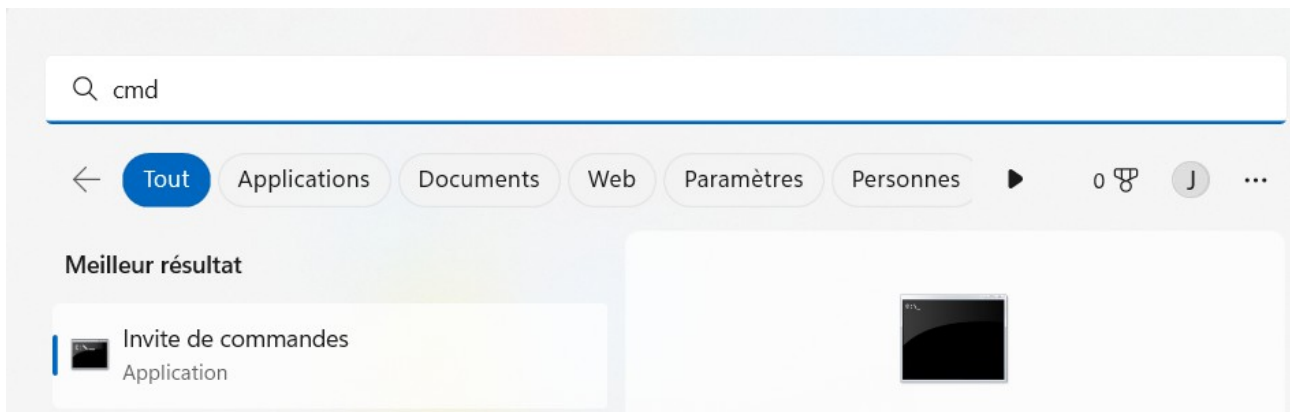 cmd
Tout Applications Documents Web Paramètres Personnes 0 J ...
Meilleur résultat
Invite de commandes
Application